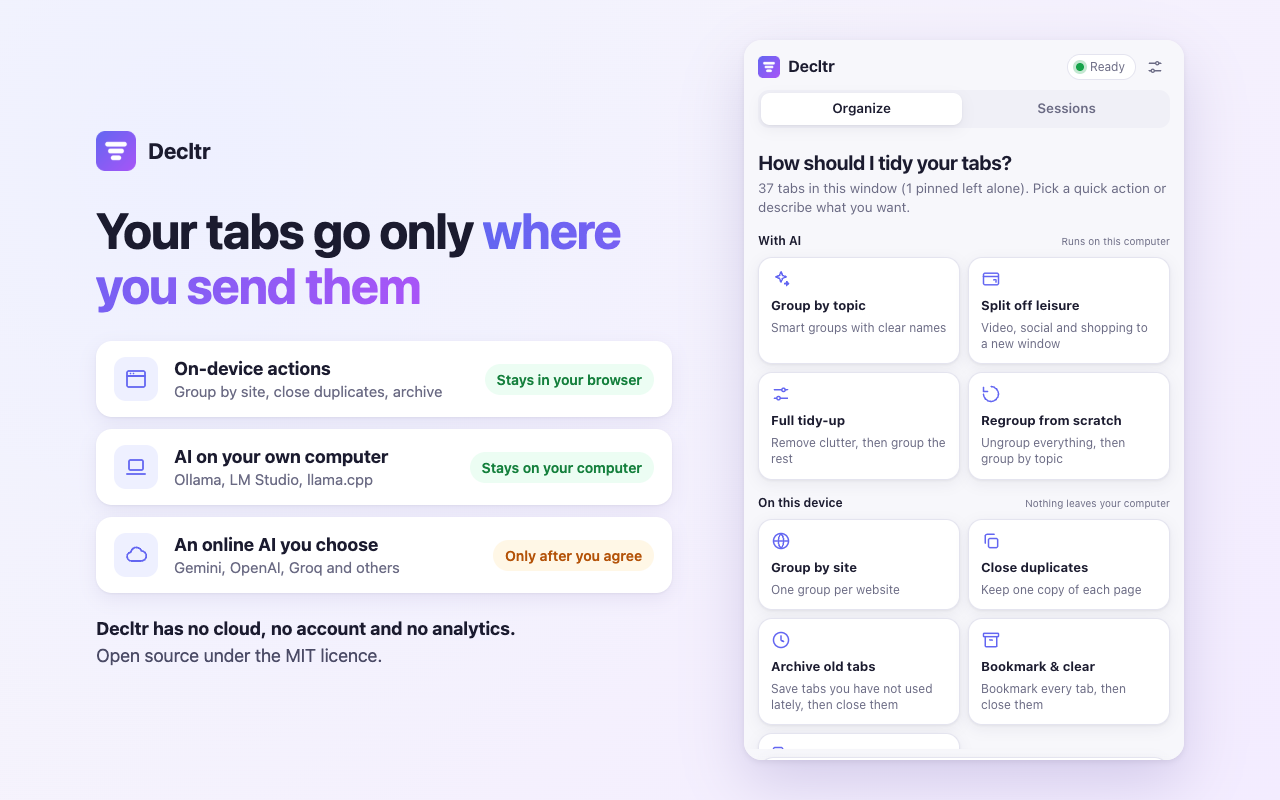 Decltr
Your tabs go only where
you send them
On-device actions
Group by site, close duplicates, archive
Stays in your browser
AI on your own computer
Ollama, LM Studio, llama.cpp
Stays on your computer
An online AI you choose
Gemini, OpenAI, Groq and others
Only after you agree
Decltr has no cloud, no account and no analytics.
Open source under the MIT licence.
Decltr
Ready
Organize
Sessions
How should I tidy your tabs?
37 tabs in this window (1 pinned left alone). Pick a quick action or
describe what you want.
With AI
Runs on this computer
Group by topic
Smart groups with clear names
Split off leisure
Video, social and shopping to
a new window
Full tidy-up
Remove clutter, then group the
rest
Regroup from scratch
Ungroup everything, then
group by topic
On this device
Nothing leaves your computer
Group by site
One group per website
Close duplicates
Keep one copy of each page
Archive old tabs
Save tabs you have not used
lately, then close them
Bookmark & clear
Bookmark every tab, then
close them